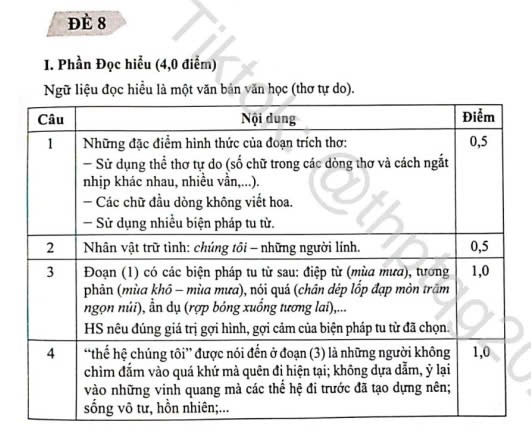 ĐỀ 8
I. Phần Đọc hiểu (4,0 điểm)
Ngữ liệu đọc hiểu là một văn bản văn học (thơ tự do).
Câu Nội dung Điểm
1 Những đặc điểm hình thức của đoạn trích thơ: 0,5
− Sử dụng thể thơ tự do (số chữ trong các dòng thơ và cách ngắt
nhịp khác nhau, nhiều vần,...).
− Các chữ đầu dòng không viết hoa.
− Sử dụng nhiều biện pháp tu từ.
2 Nhân vật trữ tình: chúng tôi – những người lính. 0,5
3 Đoạn (1) có các biện pháp tu từ sau: điệp từ (mùa mưa), tương 1,0
phản (mùa khô – mùa mưa), nói quá (chân dép lốp đạp mòn trăm
ngọn núi), ẩn dụ (rợp bóng xuống tương lai),...
HS nêu đúng giá trị gợi hình, gợi cảm của biện pháp tu từ đã chọn.
4 “thế hệ chúng tôi” được nói đến ở đoạn (3) là những người không 1,0
chìm đắm vào quá khứ mà quên đi hiện tại; không dựa dẫm, ỷ lại
vào những vinh quang mà các thế hệ đi trước đã tạo dựng nên;
sống vô tư, hồn nhiên;...
Tiktok: @thptqg20